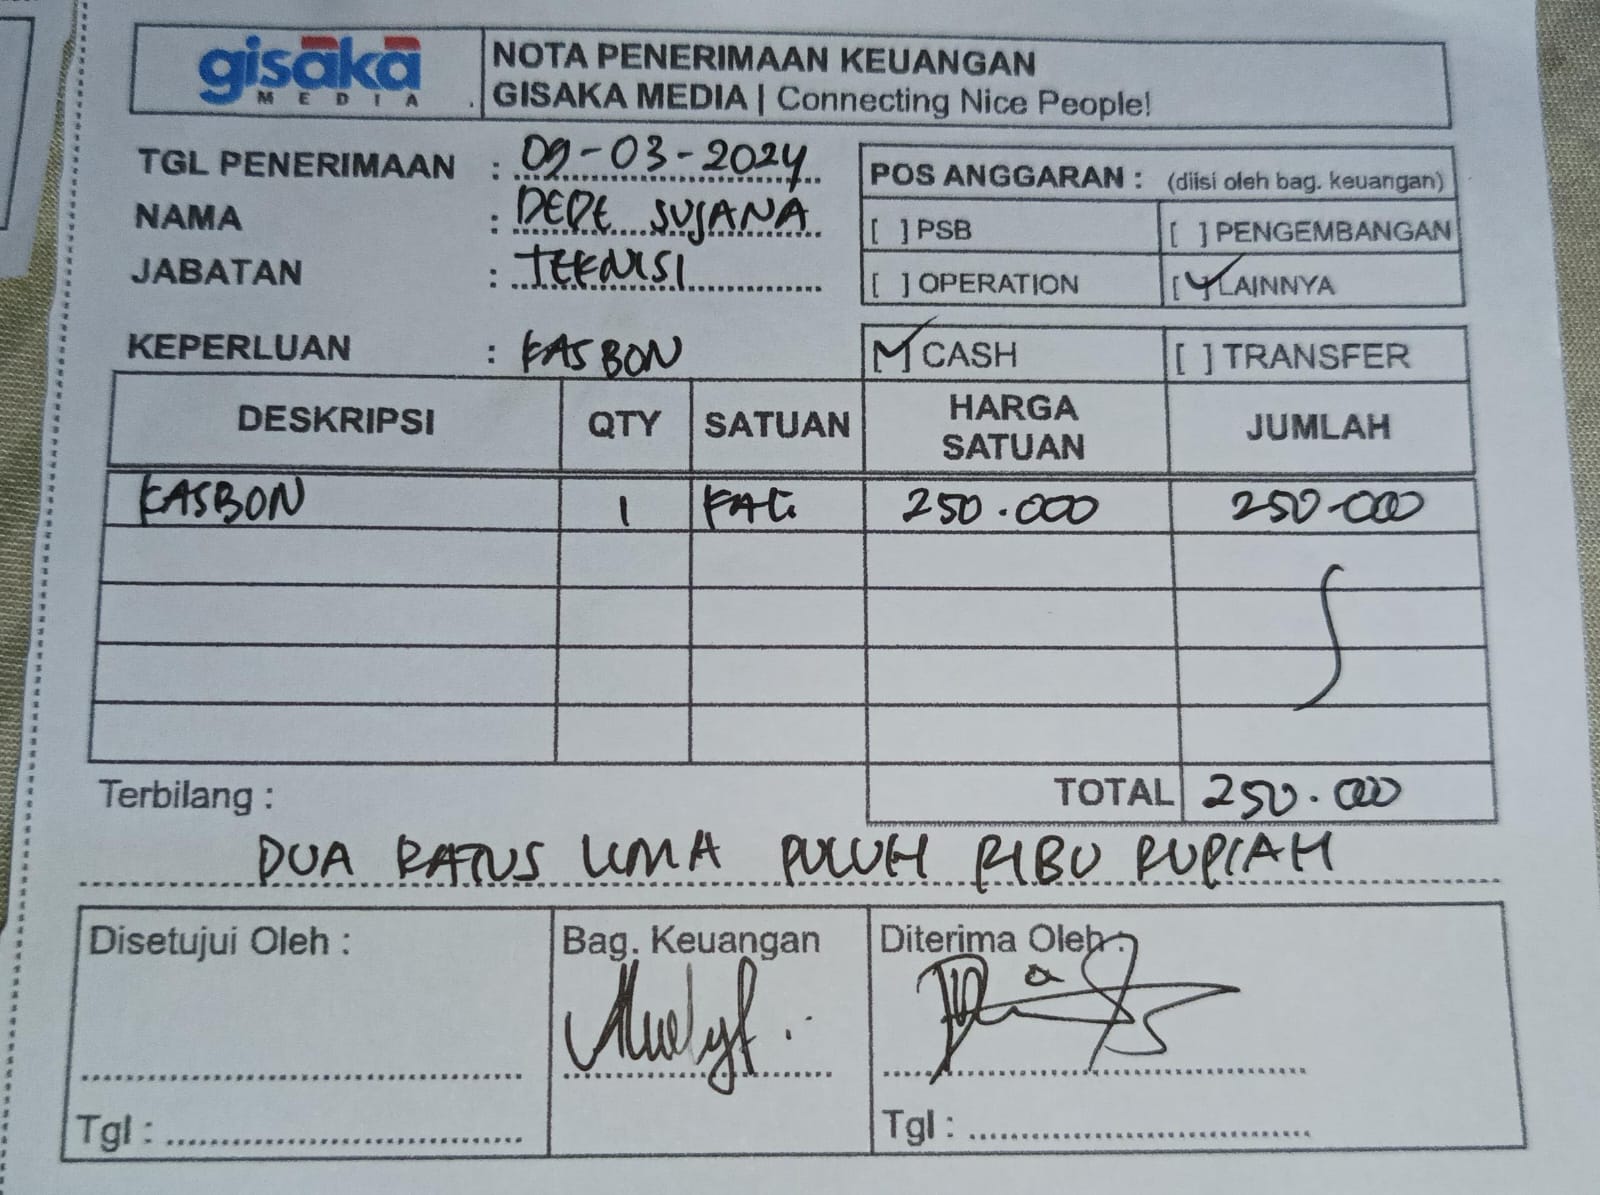 gisaka
MEDIA
NOTA PENERIMAAN KEUANGAN
GISAKA MEDIA | Connecting Nice People!
TGL PENERIMAAN : 09-03-2024
NAMA : DEDE SUJANA
JABATAN : TEKNISI
POS ANGGARAN : (diisi oleh bag. keuangan)
[ ] PSB [ ] PENGEMBANGAN
[ ] OPERATION [✓] LAINNYA
KEPERLUAN : KASBON [✓] CASH [ ] TRANSFER
DESKRIPSI QTY SATUAN HARGA SATUAN JUMLAH
KASBON 1 250.000 250.000
Terbilang : TOTAL 250.000
DUA RATUS LIMA PULUH RIBU RUPIAH
Disetujui Oleh : Bag. Keuangan Diterima Oleh :
Tgl : Tgl :